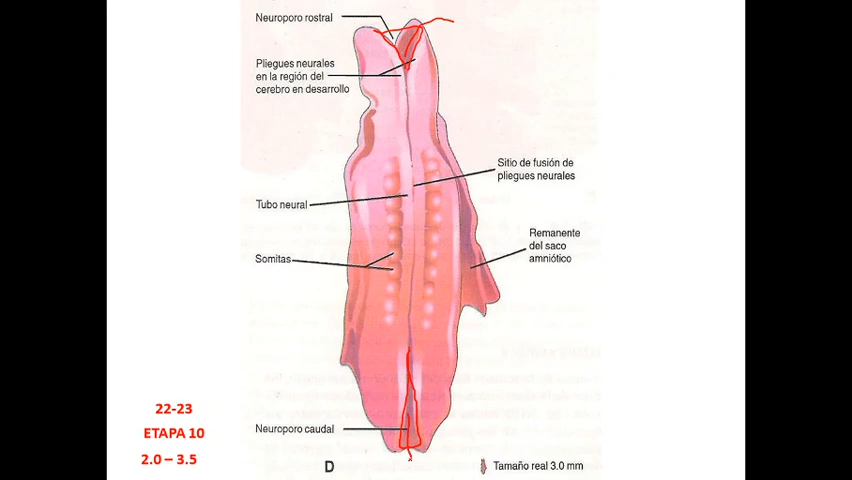 Neuroporo rostral
Pliegues neurales
en la región del
cerebro en desarrollo
Sitio de fusión de
pliegues neurales
Tubo neural
Remanente
del saco
amniótico
Somitas
22-23
ETAPA 10
2.0 – 3.5
Neuroporo caudal
D
Tamaño real 3.0 mm